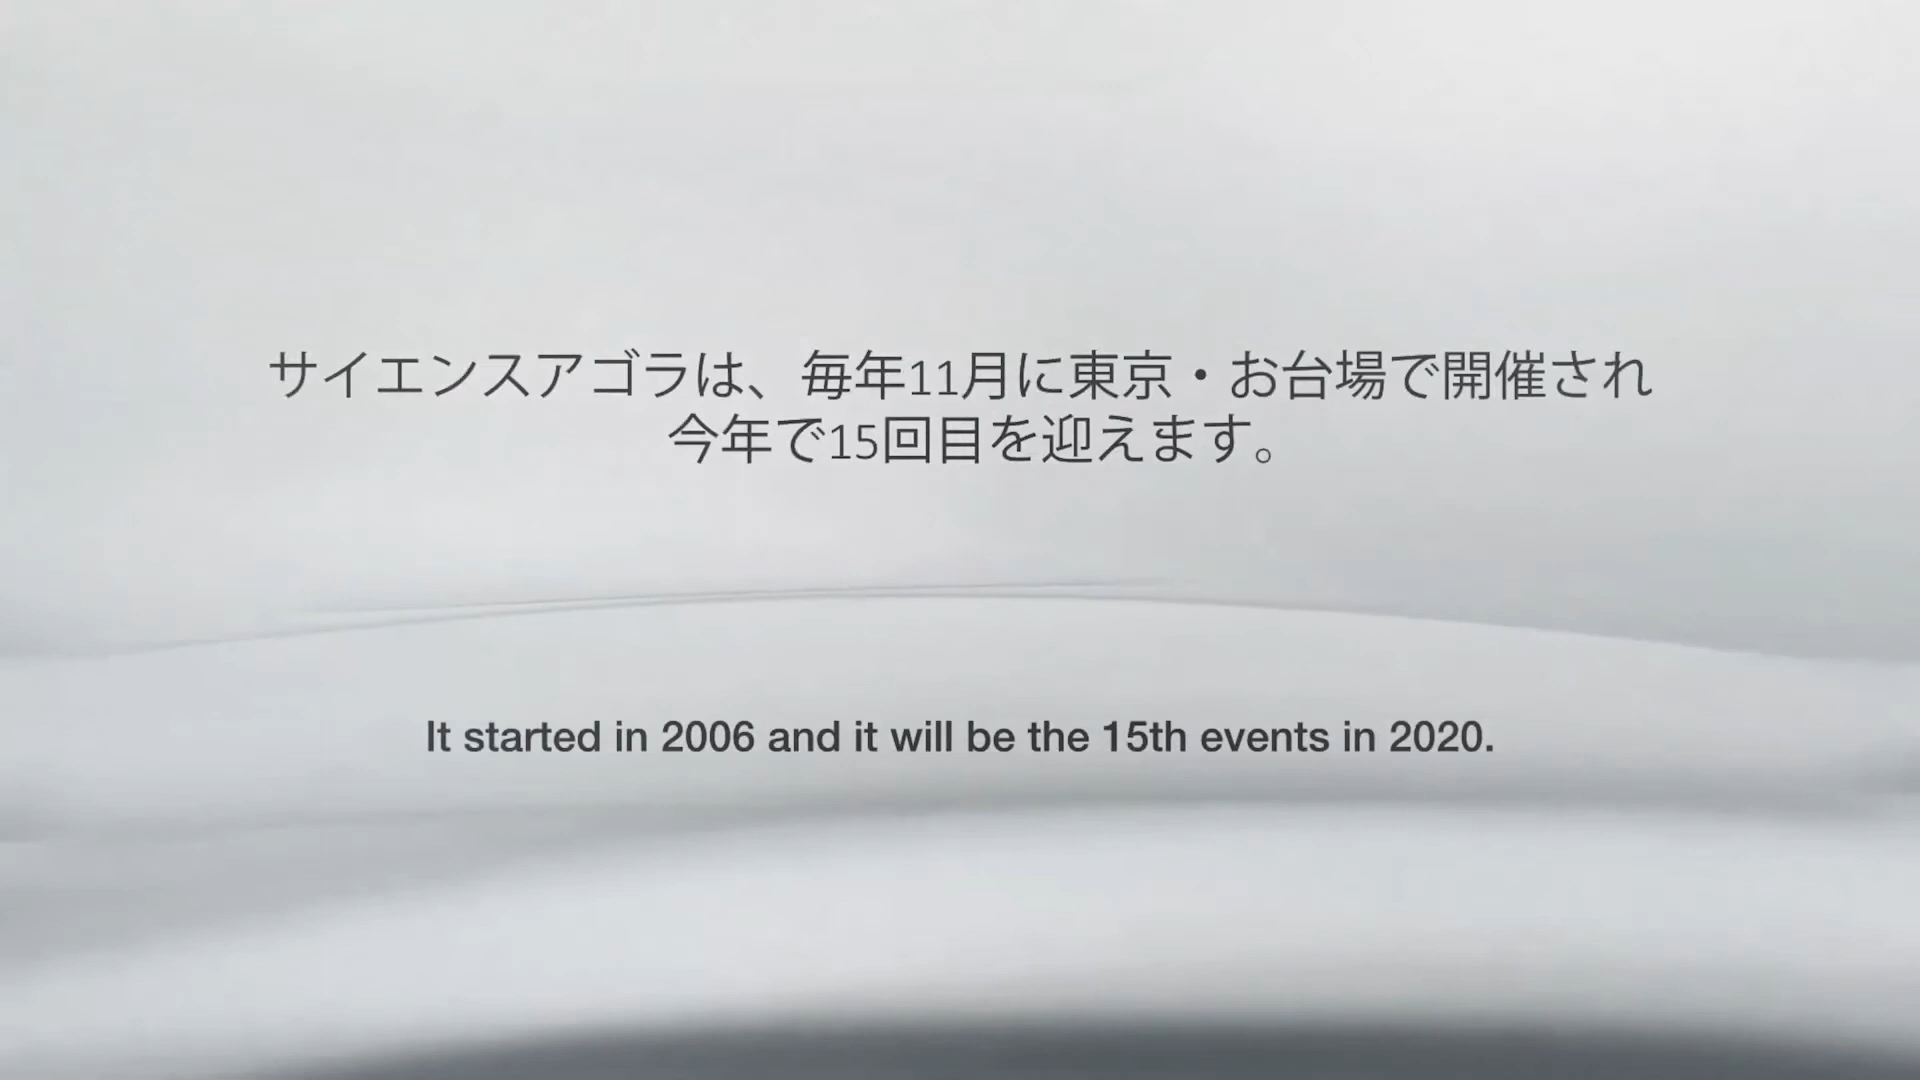 サイエンスアゴラは、毎年11月に東京・お台場で開催され
今年で15回目を迎えます。
It started in 2006 and it will be the 15th events in 2020.